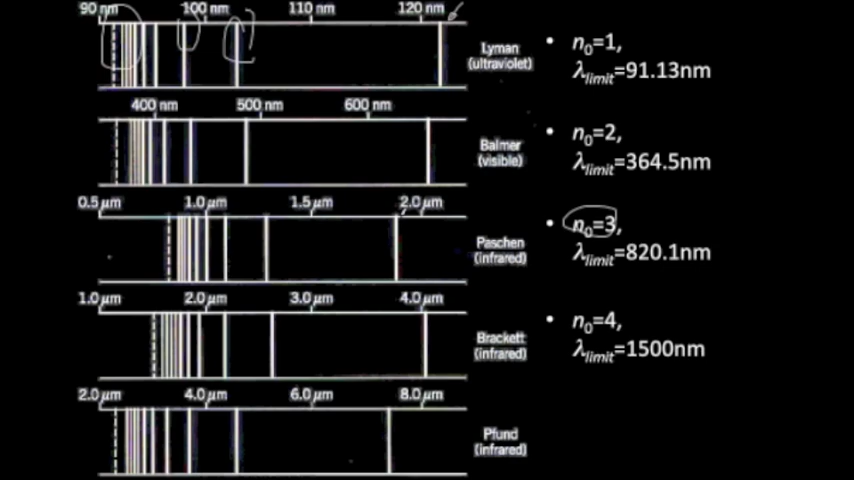 90 nm 100 nm 110 nm 120 nm
Lyman
(ultraviolet)
• n0=1,
λlimit=91.13nm
400 nm 500 nm 600 nm
Balmer
(visible)
• n0=2,
λlimit=364.5nm
0.5 μm 1.0 μm 1.5 μm 2.0 μm
Paschen
(infrared)
• n0=3,
λlimit=820.1nm
1.0 μm 2.0 μm 3.0 μm 4.0 μm
Brackett
(infrared)
• n0=4,
λlimit=1500nm
2.0 μm 4.0 μm 6.0 μm 8.0 μm
Pfund
(infrared)